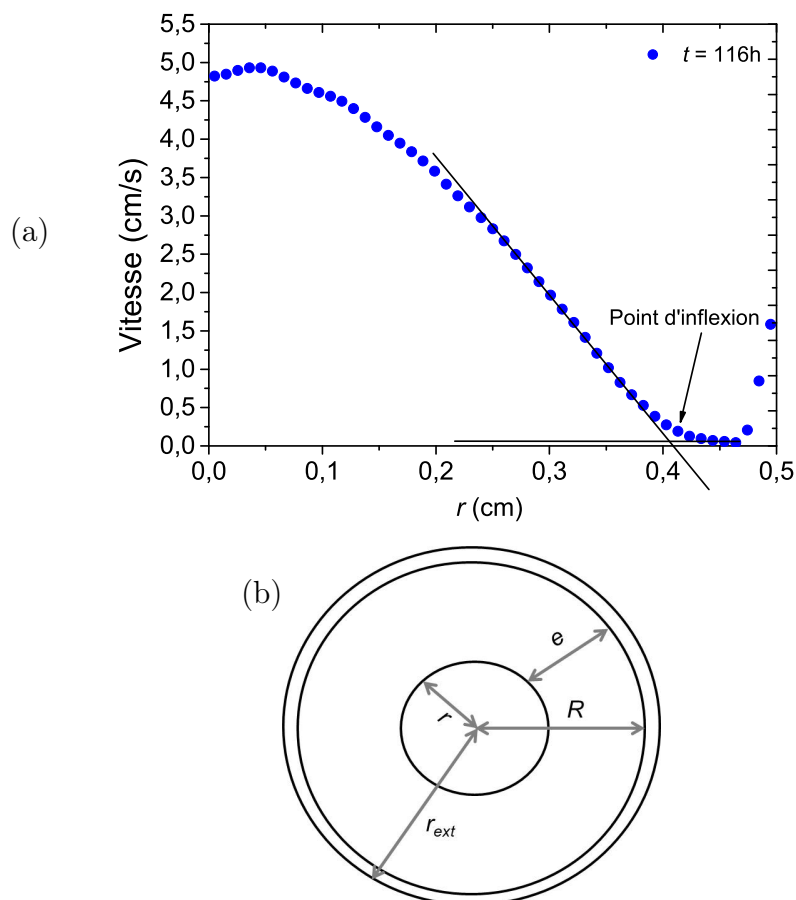 5,5
t = 116h
5,0
4,5
4,0
3,5
3,0
(a)
Vitesse (cm/s)
2,5
2,0
1,5
Point d'inflexion
1,0
0,5
0,0
0,0 0,1 0,2 0,3 0,4 0,5
r (cm)
(b)
e
r
R
r_ext